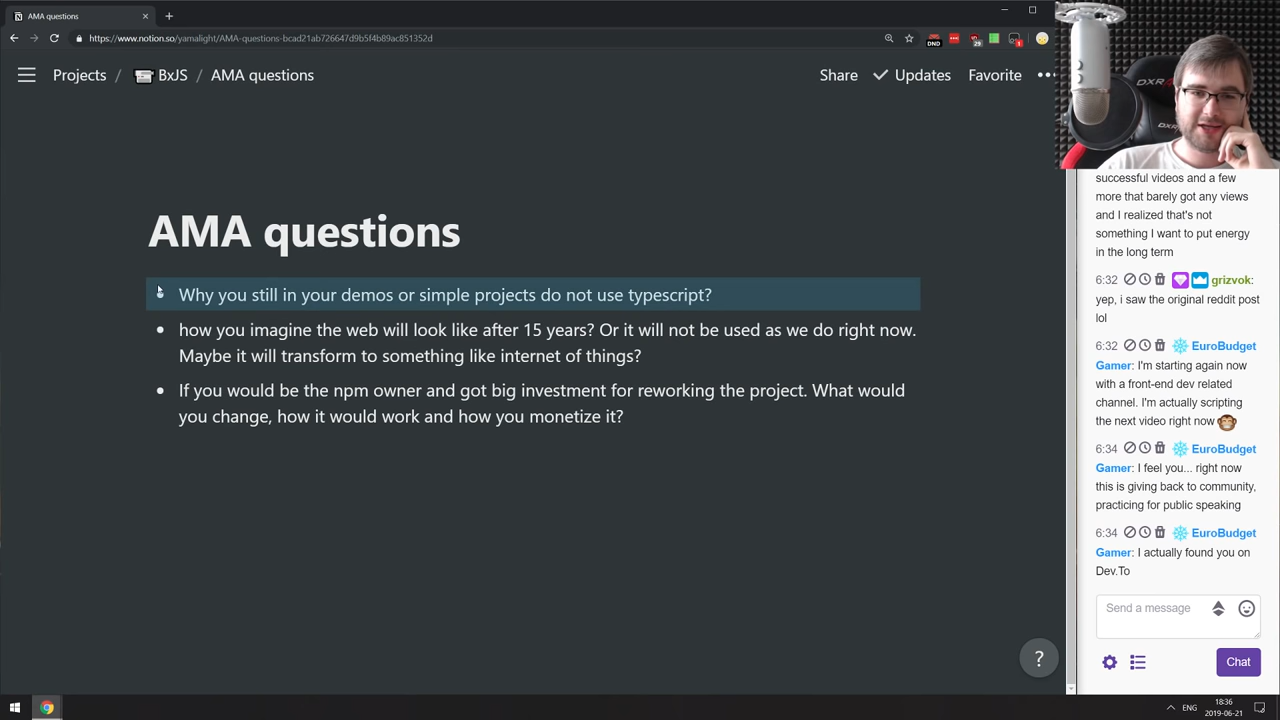 AMA questions
https://www.notion.so/yamalight/AMA-questions-bcad21ab726647d9b5f4b89ac851352d
DND
29
1
Projects / BxJS / AMA questions
Share Updates Favorite
AMA questions
Why you still in your demos or simple projects do not use typescript?
how you imagine the web will look like after 15 years? Or it will not be used as we do right now.
Maybe it will transform to something like internet of things?
If you would be the npm owner and got big investment for reworking the project. What would
you change, how it would work and how you monetize it?
?
DXR
successful videos and a few
more that barely got any views
and I realized that's not
something I want to put energy
in the long term
6:32 grizvok:
yep, i saw the original reddit post
lol
6:32 EuroBudget
Gamer: I'm starting again now
with a front-end dev related
channel. I'm actually scripting
the next video right now
6:34 EuroBudget
Gamer: I feel you... right now
this is giving back to community,
practicing for public speaking
6:34 EuroBudget
Gamer: I actually found you on
Dev.To
Send a message
Chat
ENG
18:36
2019-06-21